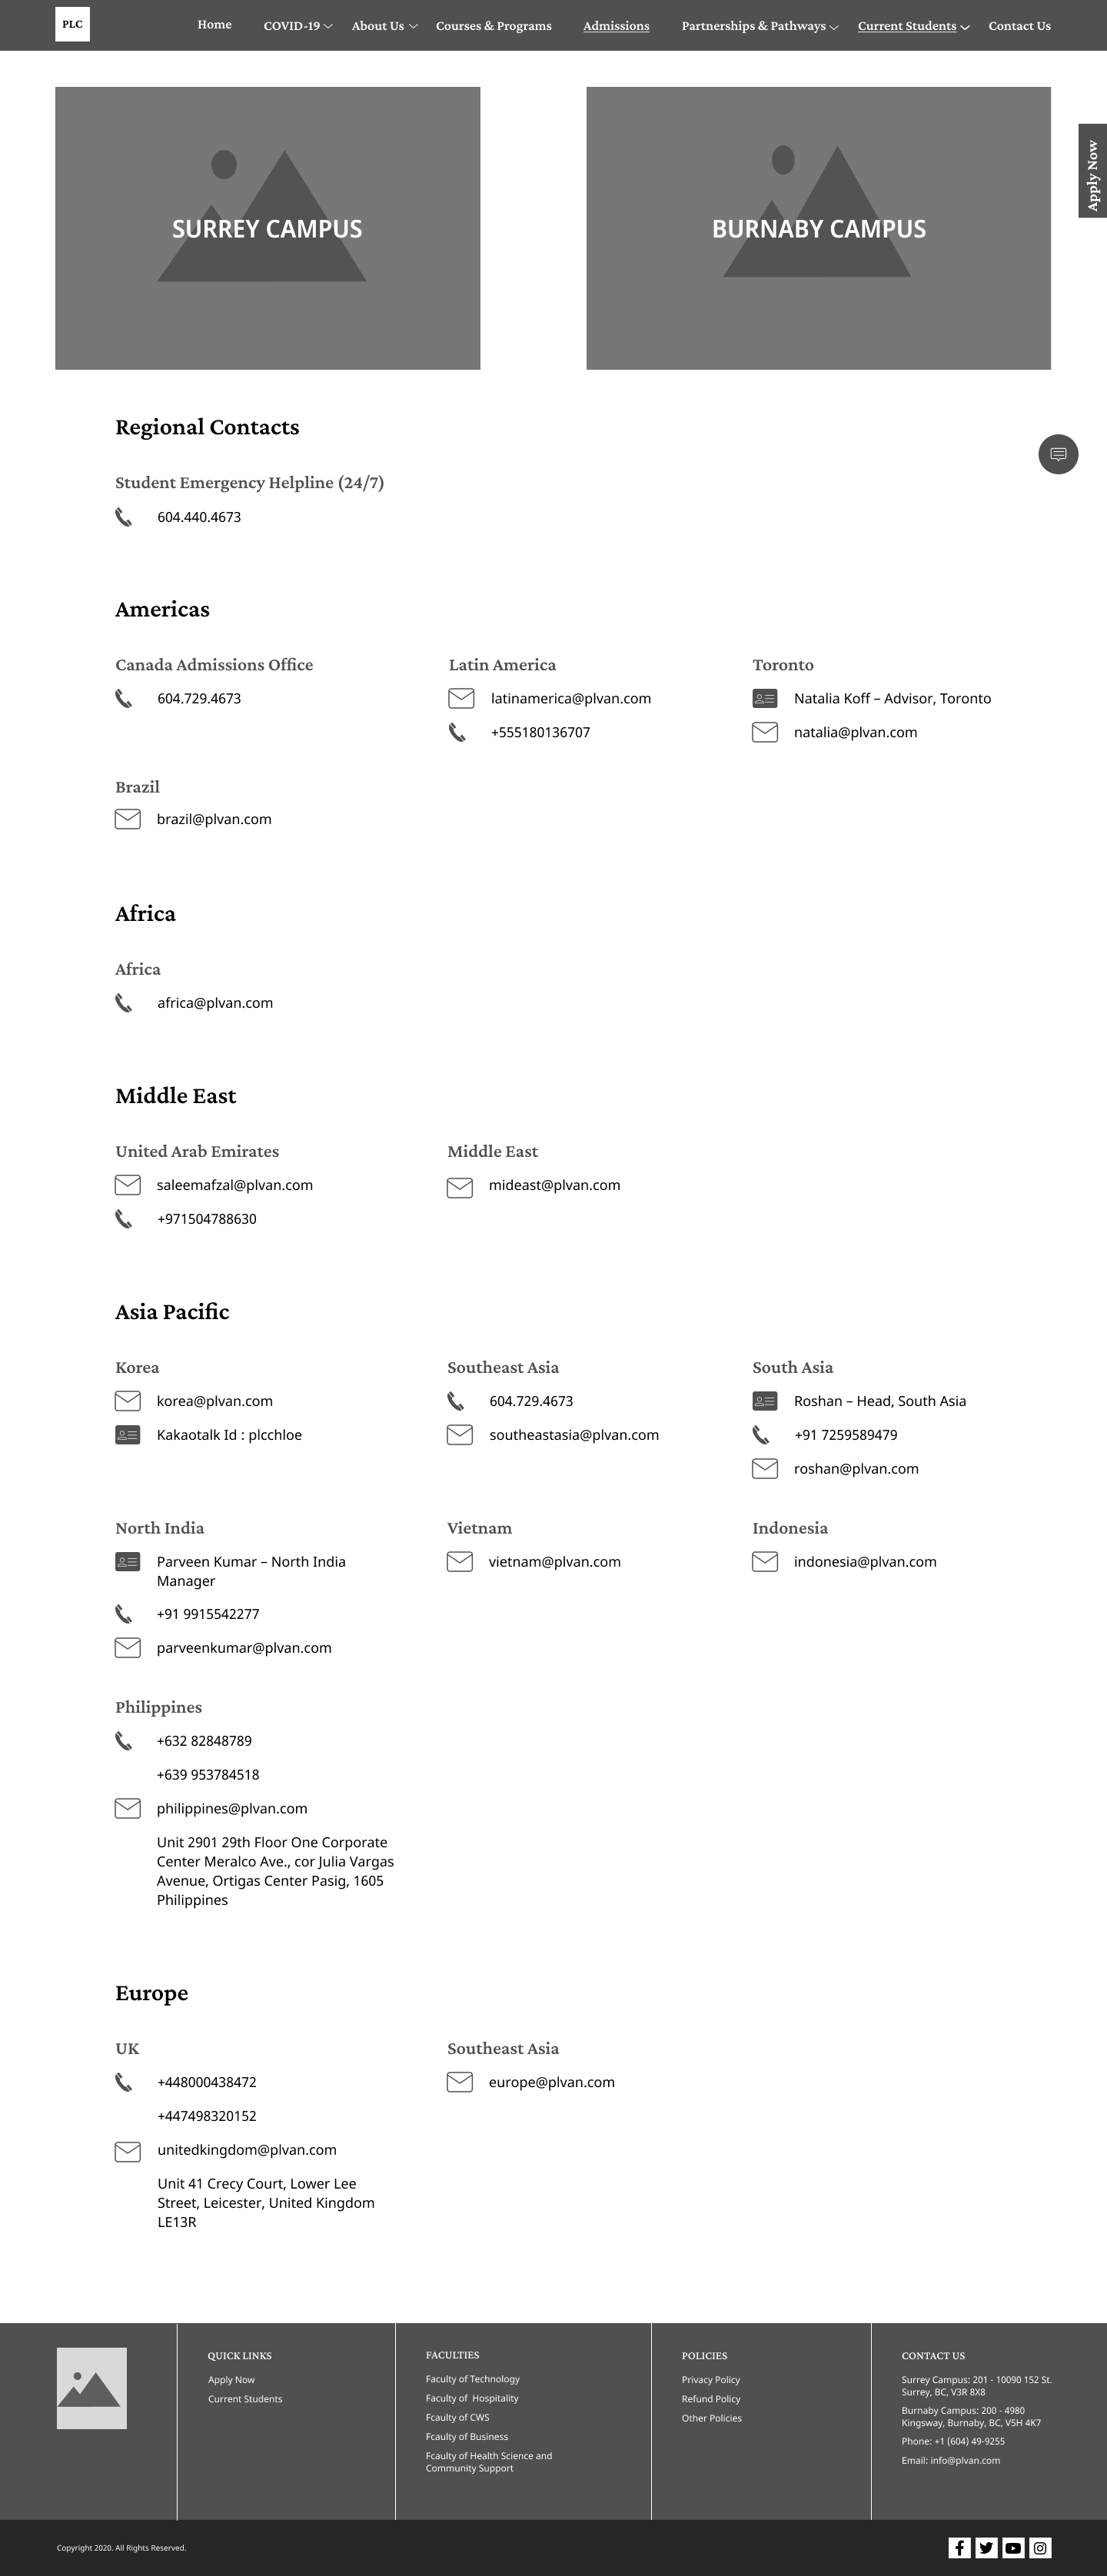 PLC
Home
COVID-19
About Us
Courses & Programs
Admissions
Partnerships & Pathways
Current Students
Contact Us
Apply Now
SURREY CAMPUS
BURNABY CAMPUS
Regional Contacts
Student Emergency Helpline (24/7)
604.440.4673
Americas
Canada Admissions Office
604.729.4673
Latin America
latinamerica@plvan.com
+555180136707
Toronto
Natalia Koff – Advisor, Toronto
natalia@plvan.com
Brazil
brazil@plvan.com
Africa
Africa
africa@plvan.com
Middle East
United Arab Emirates
saleemafzal@plvan.com
+971504788630
Middle East
mideast@plvan.com
Asia Pacific
Korea
korea@plvan.com
Kakaotalk Id : plcchloe
Southeast Asia
604.729.4673
southeastasia@plvan.com
South Asia
Roshan – Head, South Asia
+91 7259589479
roshan@plvan.com
North India
Parveen Kumar – North India
Manager
+91 9915542277
parveenkumar@plvan.com
Vietnam
vietnam@plvan.com
Indonesia
indonesia@plvan.com
Philippines
+632 82848789
+639 953784518
philippines@plvan.com
Unit 2901 29th Floor One Corporate
Center Meralco Ave., cor Julia Vargas
Avenue, Ortigas Center Pasig, 1605
Philippines
Europe
UK
+448000438472
+447498320152
unitedkingdom@plvan.com
Unit 41 Crecy Court, Lower Lee
Street, Leicester, United Kingdom
LE13R
Southeast Asia
europe@plvan.com
QUICK LINKS
Apply Now
Current Students
FACULTIES
Faculty of Technology
Faculty of  Hospitality
Fcaulty of CWS
Fcaulty of Business
Fcaulty of Health Science and
Community Support
POLICIES
Privacy Policy
Refund Policy
Other Policies
CONTACT US
Surrey Campus: 201 - 10090 152 St.
Surrey, BC, V3R 8X8
Burnaby Campus: 200 - 4980
Kingsway, Burnaby, BC, V5H 4K7
Phone: +1 (604) 49-9255
Email: info@plvan.com
Copyright 2020. All Rights Reserved.